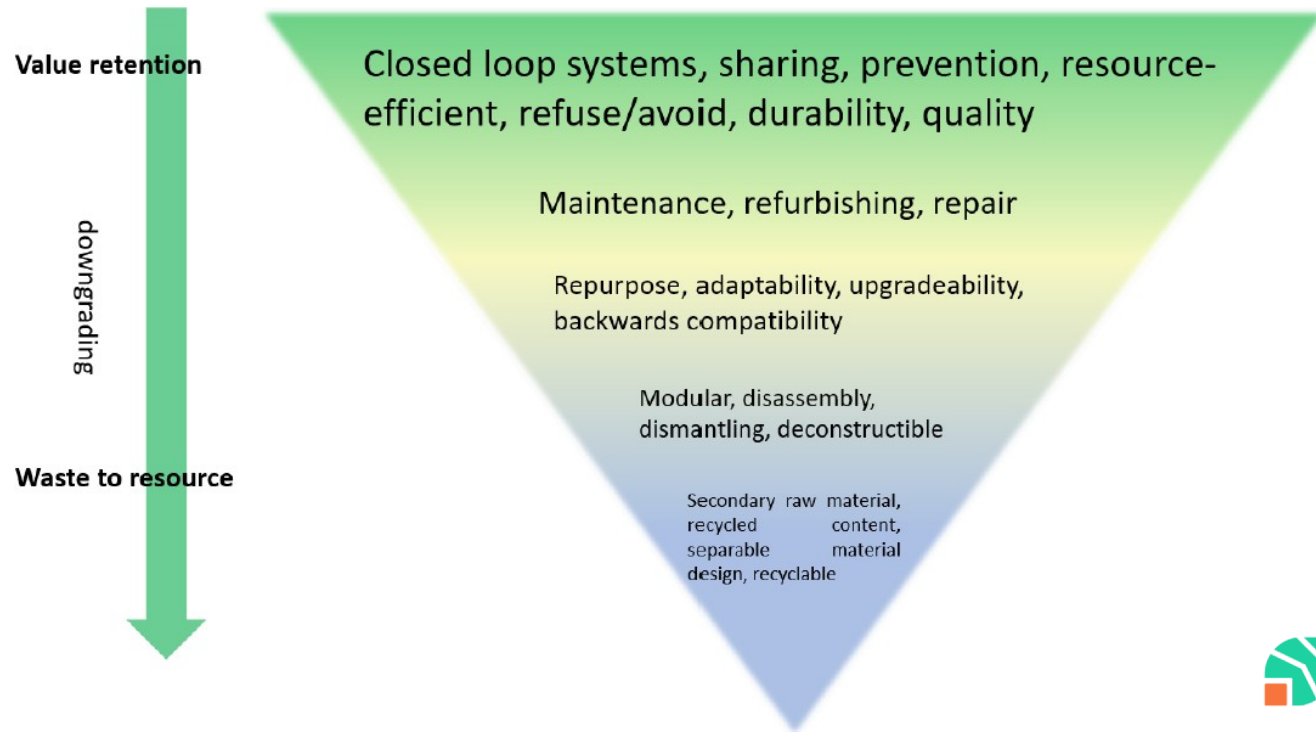 Value retention
Closed loop systems, sharing, prevention, resource-
efficient, refuse/avoid, durability, quality
Maintenance, refurbishing, repair
downgrading
Repurpose, adaptability, upgradeability,
backwards compatibility
Modular, disassembly,
dismantling, deconstructible
Waste to resource
Secondary raw material,
recycled content,
separable material
design, recyclable